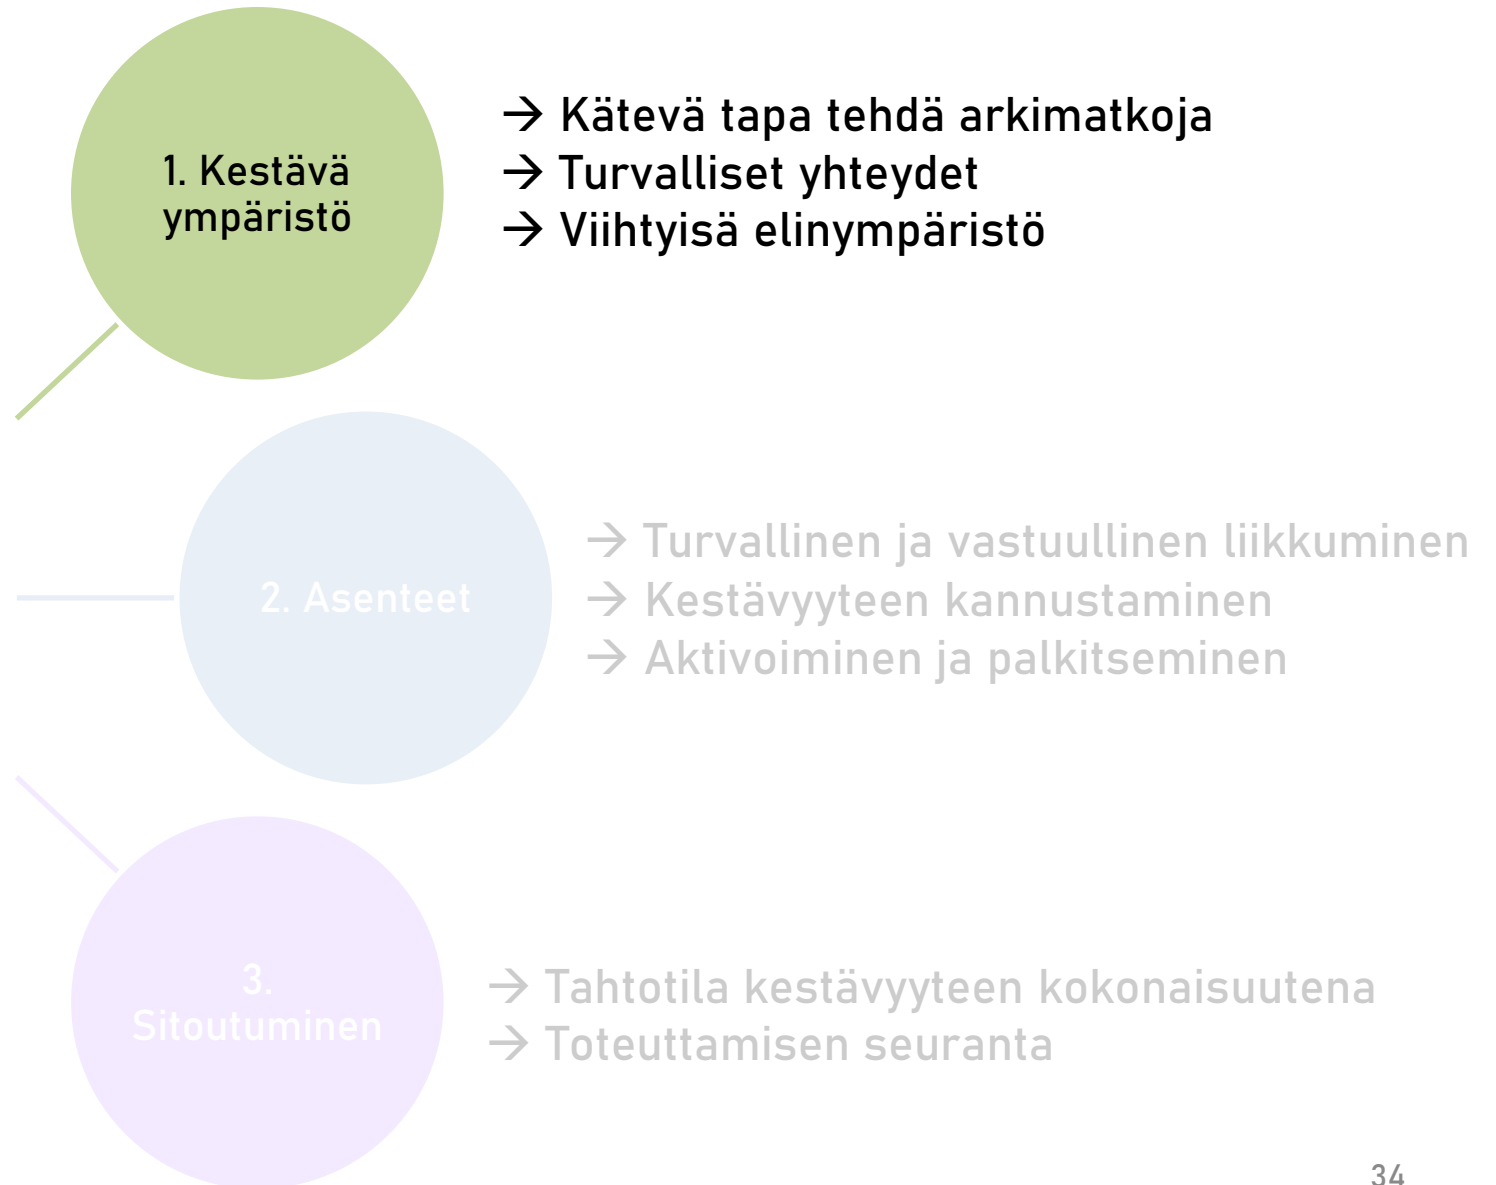 1. Kestävä
ympäristö
→ Kätevä tapa tehdä arkimatkoja
→ Turvalliset yhteydet
→ Viihtyisä elinympäristö
2. Asenteet
→ Turvallinen ja vastuullinen liikkuminen
→ Kestävyyteen kannustaminen
→ Aktivoiminen ja palkitseminen
3.
Sitoutuminen
→ Tahtotila kestävyyteen kokonaisuutena
→ Toteuttamisen seuranta
34